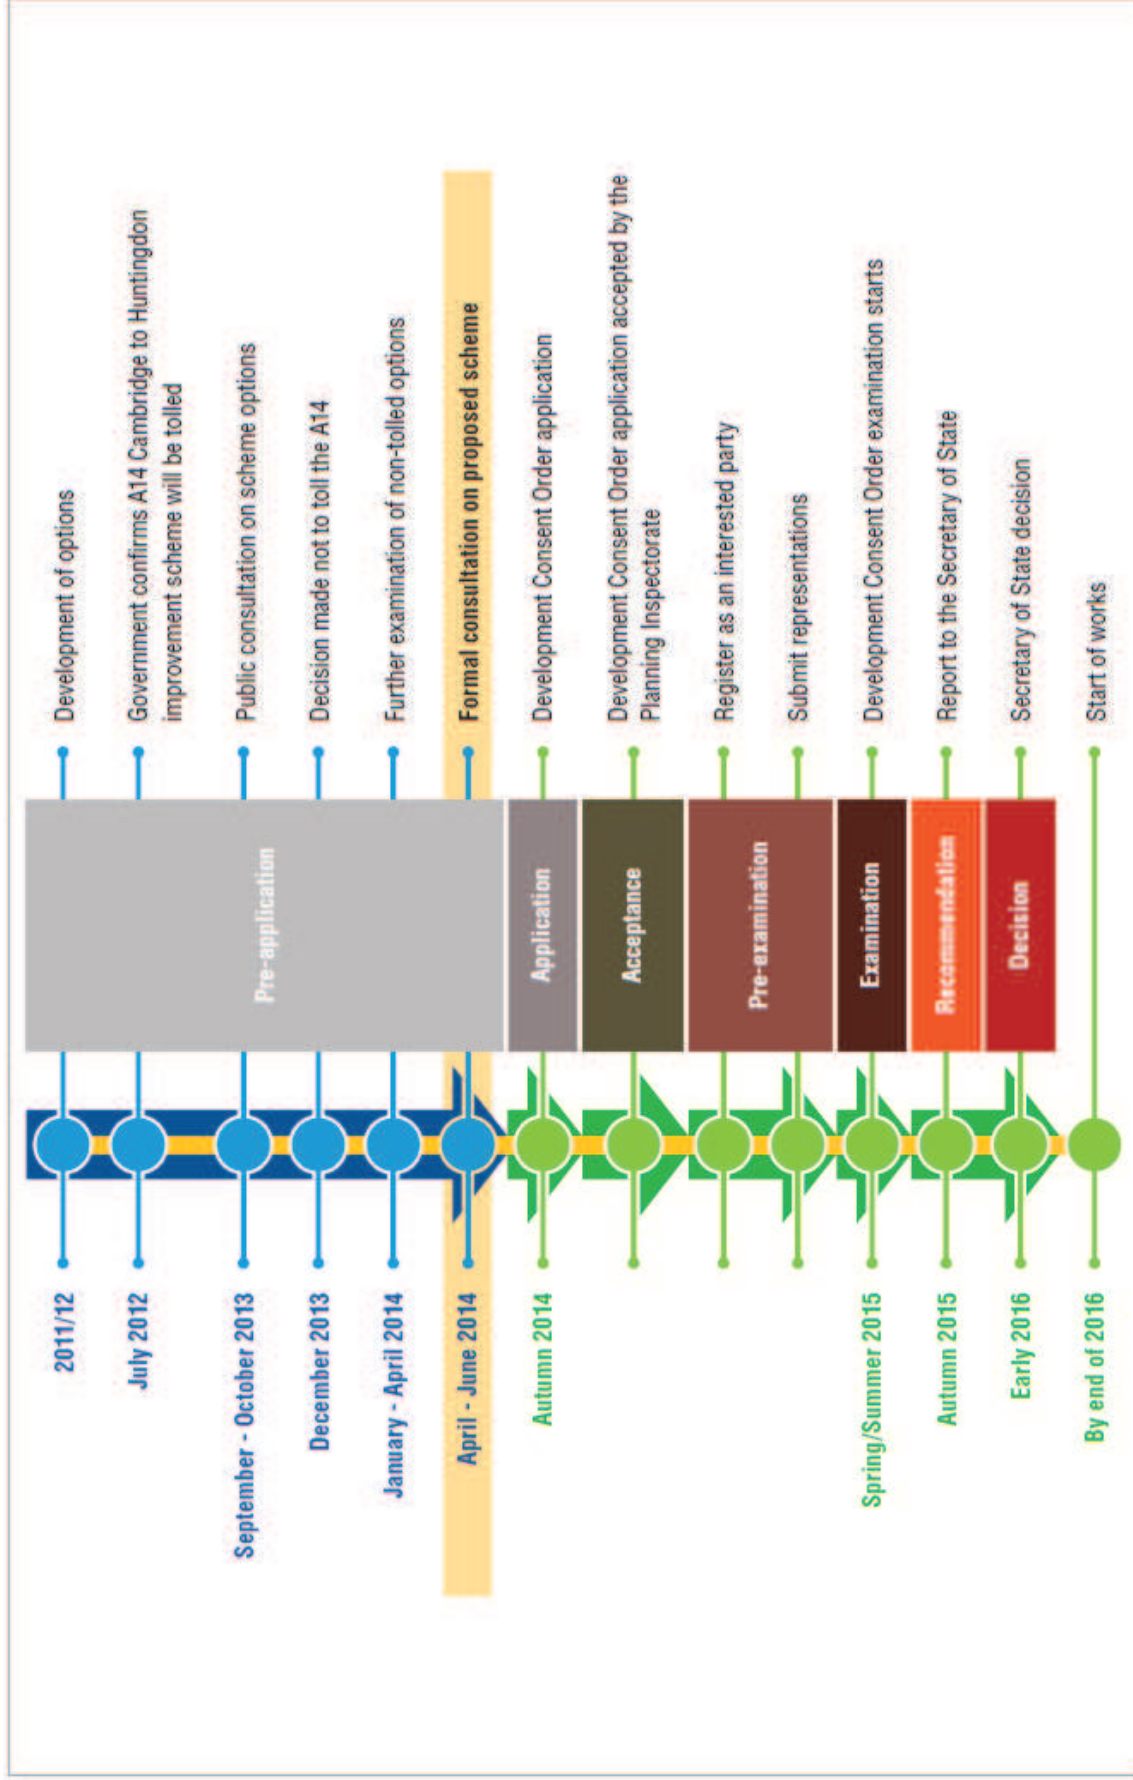 2011/12
Development of options
July 2012
Government confirms A14 Cambridge to Huntingdon
improvement scheme will be tolled
September - October 2013
Pre-application
Public consultation on scheme options
December 2013
Decision made not to toll the A14
January - April 2014
Further examination of non-tolled options
April - June 2014
Formal consultation on proposed scheme
Autumn 2014
Application
Development Consent Order application
Acceptance
Development Consent Order application accepted by the
Planning Inspectorate
Pre-examination
Register as an interested party
Submit representations
Spring/Summer 2015
Examination
Development Consent Order examination starts
Autumn 2015
Recommendation
Report to the Secretary of State
Early 2016
Decision
Secretary of State decision
By end of 2016
Start of works